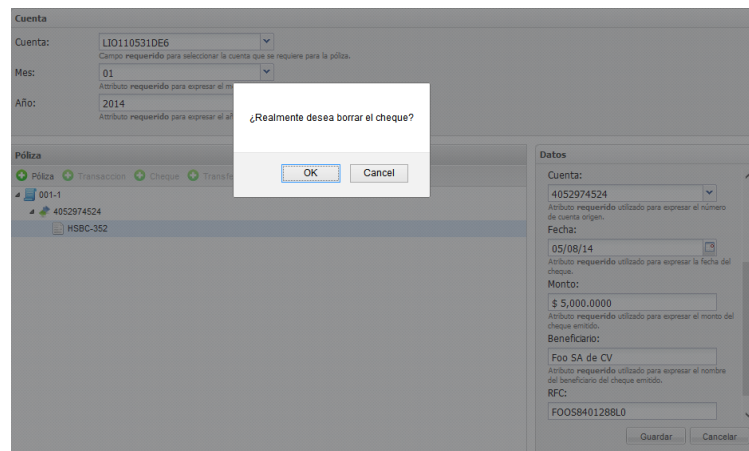 Cuenta
Cuenta: LIO110531DE6
Campo requerido para seleccionar la cuenta que se requiere para la póliza.
Mes: 01
Atributo requerido para expresar el
Año: 2014
Atributo requerido para expresar el
¿Realmente desea borrar el cheque?
OK Cancel
Póliza
Póliza Transaccion Cheque
001-1
4052974524
HSBC-352
Datos
Cuenta:
4052974524
Atributo requerido utilizado para expresar el número
de cuenta origen.
Fecha:
05/08/14
Atributo requerido utilizado para expresar la fecha del
cheque.
Monto:
$ 5,000.0000
Atributo requerido utilizado para expresar el monto del
cheque emitido.
Beneficiario:
Foo SA de CV
Atributo requerido utilizado para expresar el nombre
del beneficiario del cheque emitido.
RFC:
FOOS8401288L0
Guardar Cancelar